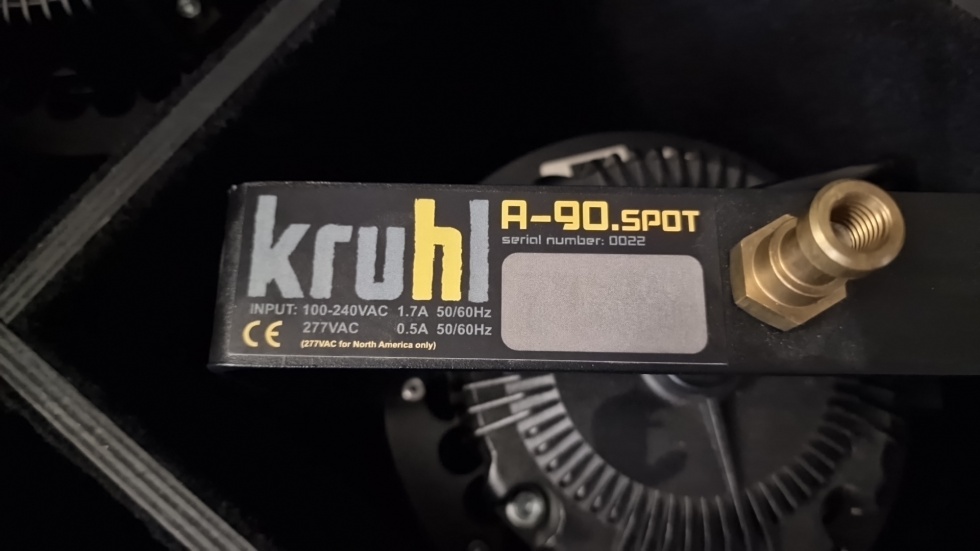 kruhl
A-90.SPOT
serial number: 0022
INPUT: 100-240VAC 1.7A 50/60Hz
277VAC 0.5A 50/60Hz
CE
(277VAC for North America only)